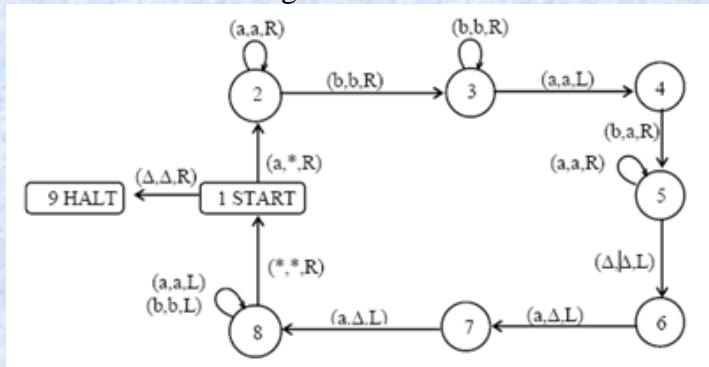 (a,a,R)
(b,b,R)
2
(b,b,R)
3
(a,a,L)
4
(b,a,R)
(a,*,R)
(a,a,R)
(Δ,Δ,R)
9 HALT
1 START
5
(*,*,R)
(Δ,Δ,L)
(a,a,L)
(b,b,L)
8
(a,Δ,L)
7
(a,Δ,L)
6